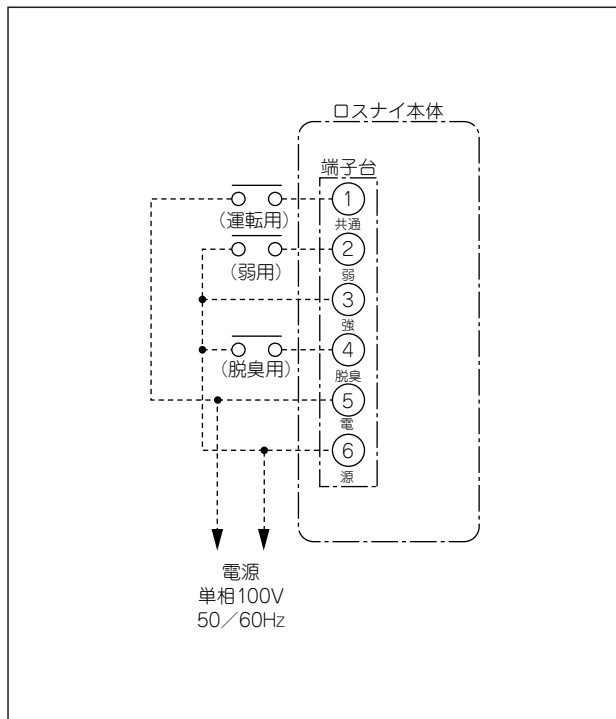 ロスナイ本体
端子台
1
(運転用)
共通
2
(弱用)
弱
3
強
4
(脱臭用)
脱臭
5
電
6
源
電源
単相100V
50／60Hz